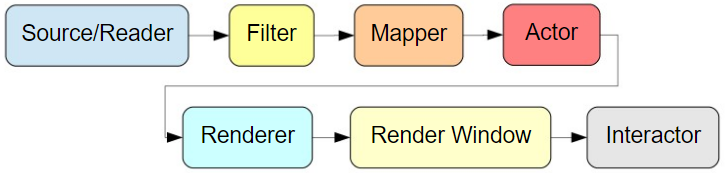 Source/Reader
Filter
Mapper
Actor
Renderer
Render Window
Interactor